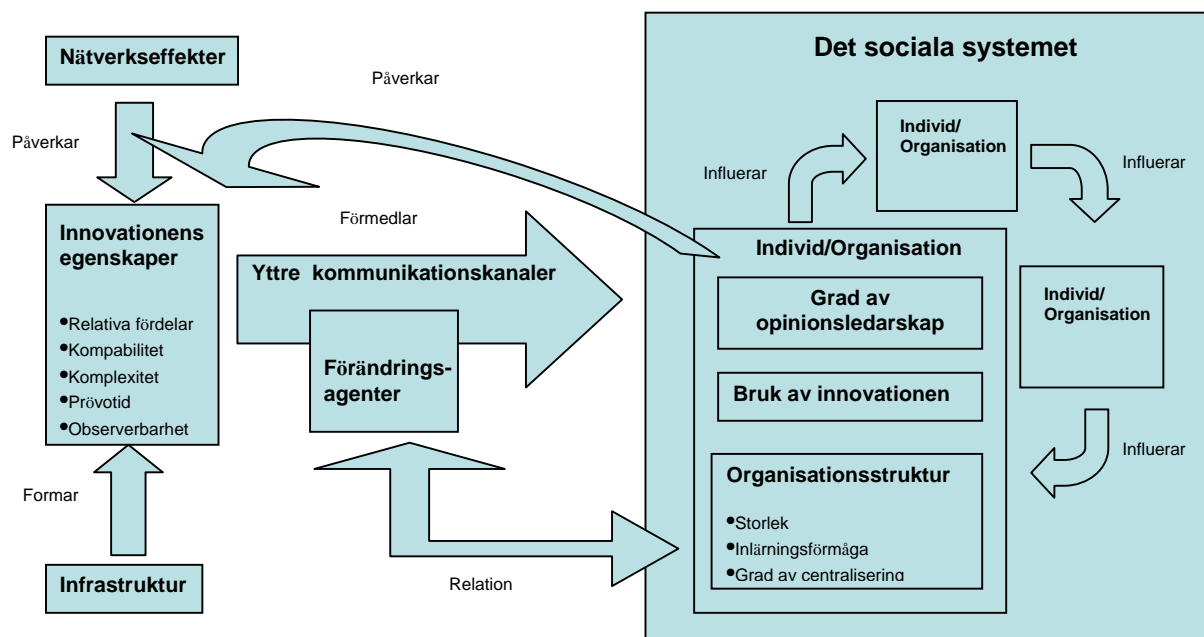 Nätverkseffekter
Påverkar
Innovationens
egenskaper
•Relativa fördelar
•Kompabilitet
•Komplexitet
•Prövotid
•Observerbarhet
Formar
Infrastruktur
Påverkar
Förmedlar
Yttre kommunikationskanaler
Förändrings-
agenter
Relation
Det sociala systemet
Influerar
Individ/
Organisation
Influerar
Individ/
Organisation
Influerar
Individ/Organisation
Grad av
opinionsledarskap
Bruk av innovationen
Organisationsstruktur
•Storlek
•Inlärningsförmåga
•Grad av centralisering